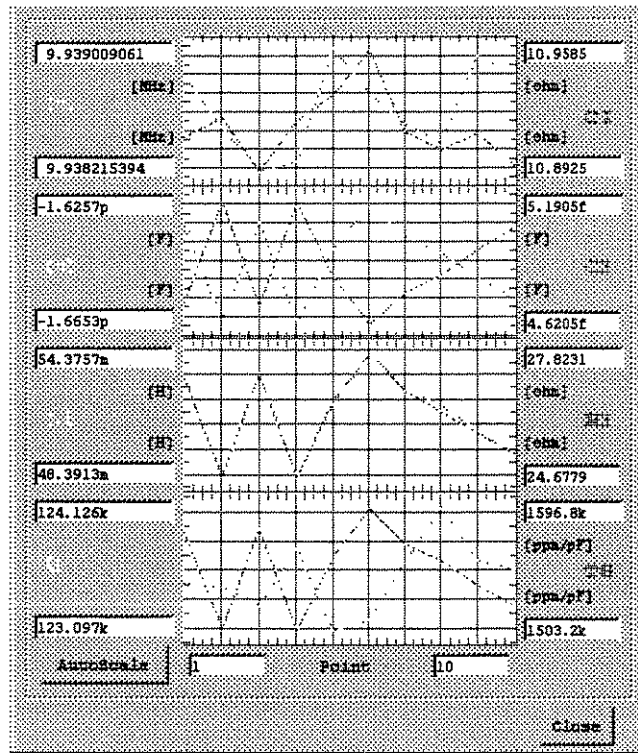 9.939009061 10.9585
[MHz] [ohm]
[MHz] [ohm]
9.938215394 10.8925
-1.6257p 5.1905f
[F] [F]
[F] [F]
-1.6653p 4.6205f
54.3757m 27.8231
[H] [ohm]
[H] [ohm]
48.3913m 24.6779
124.126k 1596.8k
[ppm/pF]
[ppm/pF]
123.097k 1503.2k
AutoScale 1 Point 10
Close